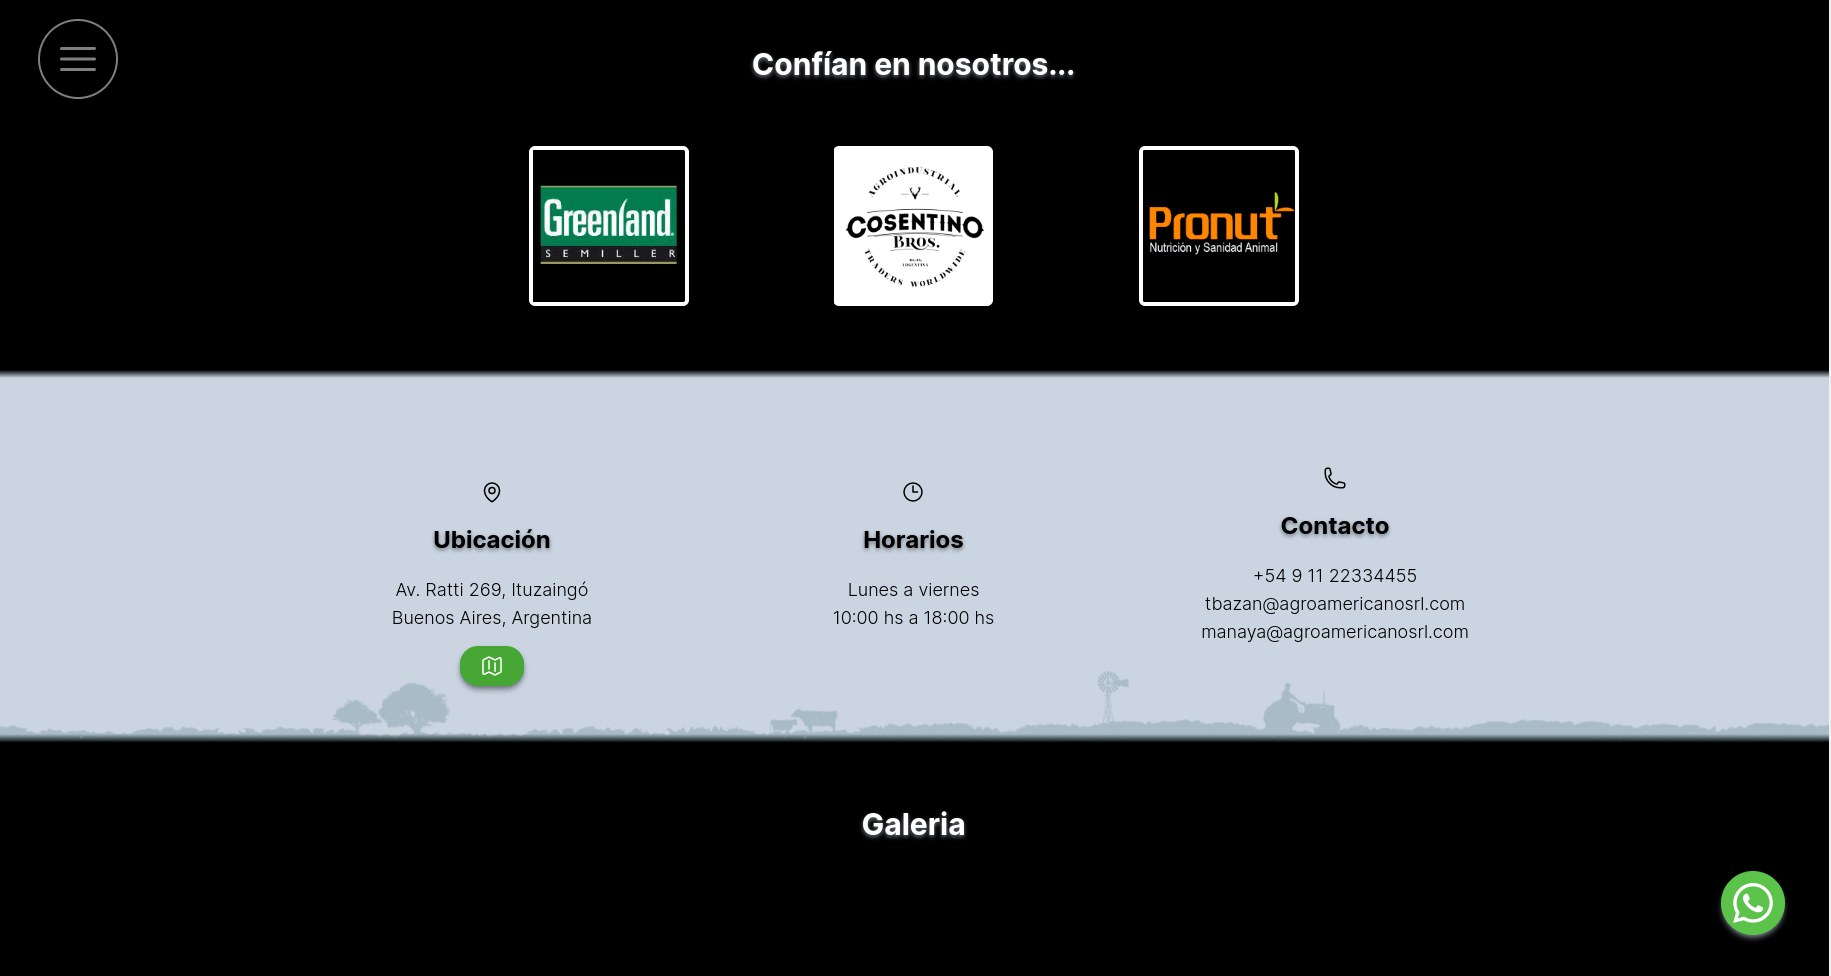 Confían en nosotros...
Greenland
SEMILLER
AGROINDUSTRIAL
COSENTINO
BROS.
ARGENTINA
TRADERS WORLDWIDE
Pronut
Nutrición y Sanidad Animal
Ubicación
Av. Ratti 269, Ituzaingó
Buenos Aires, Argentina
Horarios
Lunes a viernes
10:00 hs a 18:00 hs
Contacto
+54 9 11 22334455
tbazan@agroamericanosrl.com
manaya@agroamericanosrl.com
Galeria